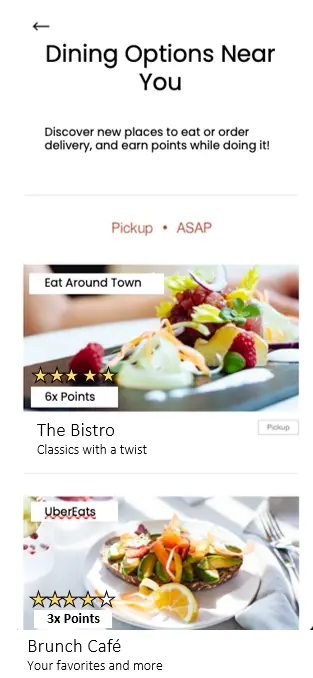 Dining Options Near
You
Discover new places to eat or order
delivery, and earn points while doing it!
Pickup • ASAP
Eat Around Town
6x Points
The Bistro
Pickup
Classics with a twist
UberEats
3x Points
Brunch Café
Your favorites and more